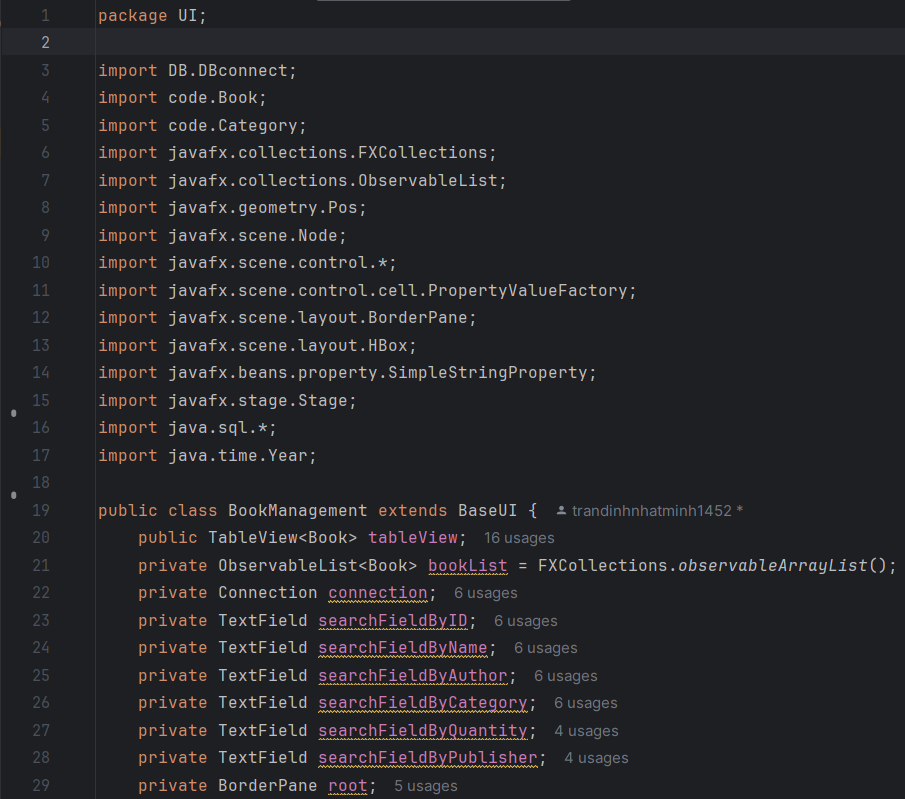 1 package UI;
2
3 import DB.DBconnect;
4 import code.Book;
5 import code.Category;
6 import javafx.collections.FXCollections;
7 import javafx.collections.ObservableList;
8 import javafx.geometry.Pos;
9 import javafx.scene.Node;
10 import javafx.scene.control.*;
11 import javafx.scene.control.cell.PropertyValueFactory;
12 import javafx.scene.layout.BorderPane;
13 import javafx.scene.layout.HBox;
14 import javafx.beans.property.SimpleStringProperty;
15 import javafx.stage.Stage;
16 import java.sql.*;
17 import java.time.Year;
18
19 public class BookManagement extends BaseUI { trandinhnhatminh1452 *
20 public TableView<Book> tableView; 16 usages
21 private ObservableList<Book> bookList = FXCollections.observableArrayList();
22 private Connection connection; 6 usages
23 private TextField searchFieldByID; 6 usages
24 private TextField searchFieldByName; 6 usages
25 private TextField searchFieldByAuthor; 6 usages
26 private TextField searchFieldByCategory; 6 usages
27 private TextField searchFieldByQuantity; 4 usages
28 private TextField searchFieldByPublisher; 4 usages
29 private BorderPane root; 5 usages